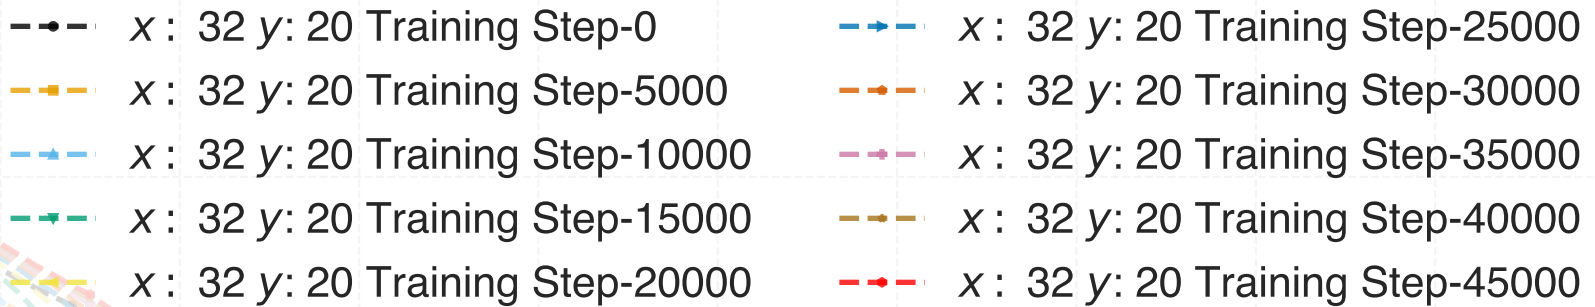 x: 32 y: 20 Training Step-0
x: 32 y: 20 Training Step-5000
x: 32 y: 20 Training Step-10000
x: 32 y: 20 Training Step-15000
x: 32 y: 20 Training Step-20000
x: 32 y: 20 Training Step-25000
x: 32 y: 20 Training Step-30000
x: 32 y: 20 Training Step-35000
x: 32 y: 20 Training Step-40000
x: 32 y: 20 Training Step-45000